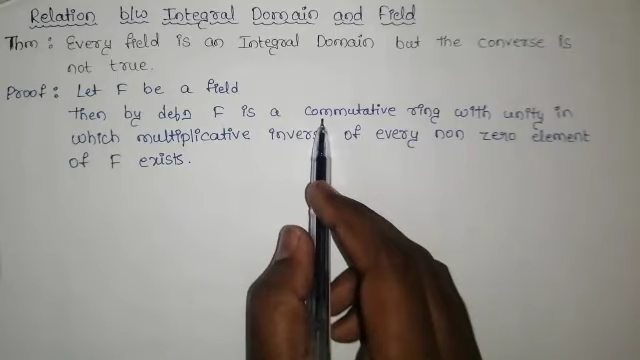 Relation b/w Integral Domain and Field
Thm: Every field is an Integral Domain but the converse is
not true.
Proof: Let F be a field
then by defn F is a commutative ring with unity in
which multiplicative invers of every non zero element
of F exists.